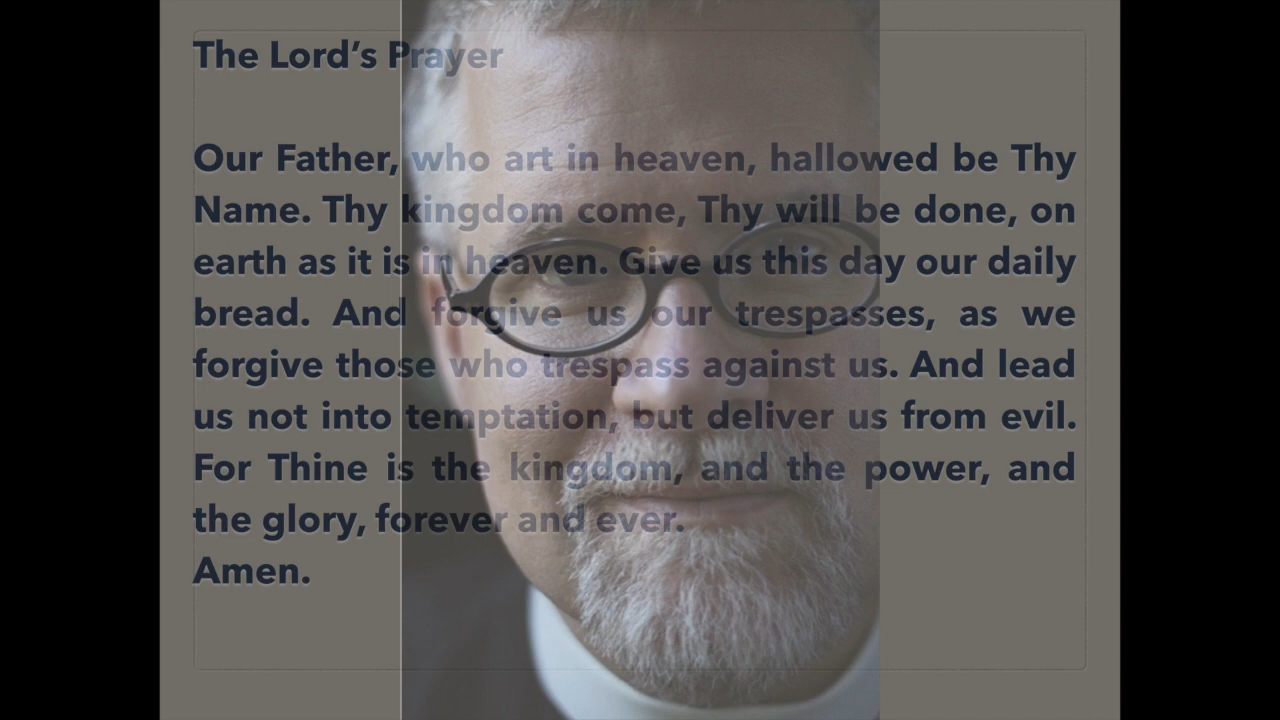 The Lord’s Prayer
Our Father, who art in heaven, hallowed be Thy
Name. Thy kingdom come, Thy will be done, on
earth as it is in heaven. Give us this day our daily
bread. And forgive us our trespasses, as we
forgive those who trespass against us. And lead
us not into temptation, but deliver us from evil.
For Thine is the kingdom, and the power, and
the glory, forever and ever.
Amen.